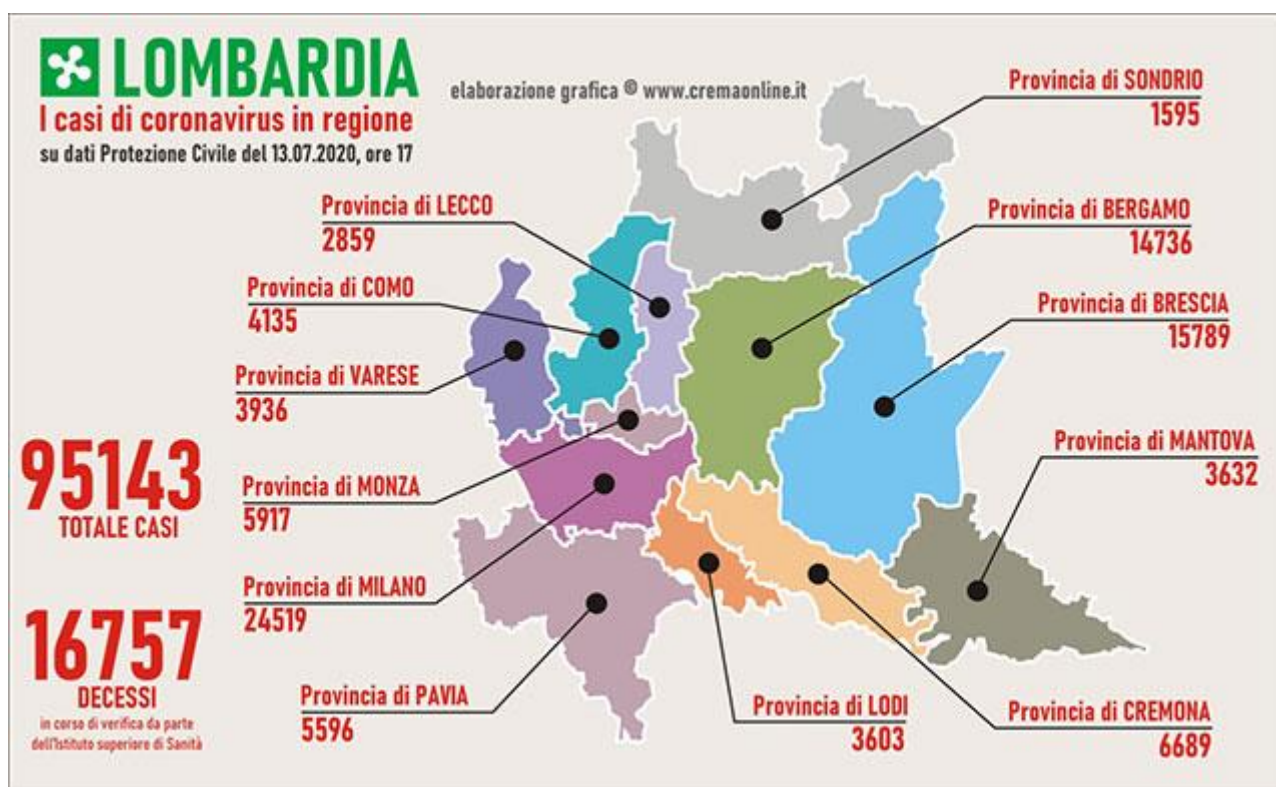 LOMBARDIA
I casi di coronavirus in regione
su dati Protezione Civile del 13.07.2020, ore 17
elaborazione grafica © www.cremaonline.it
Provincia di SONDRIO
1595
Provincia di LECCO
2859
Provincia di BERGAMO
14736
Provincia di COMO
4135
Provincia di BRESCIA
15789
Provincia di VARESE
3936
Provincia di MANTOVA
3632
95143
TOTALE CASI
Provincia di MONZA
5917
Provincia di MILANO
24519
16757
DECESSI
in corso di verifica da parte
dell'Istituto superiore di Sanità
Provincia di PAVIA
5596
Provincia di LODI
3603
Provincia di CREMONA
6689